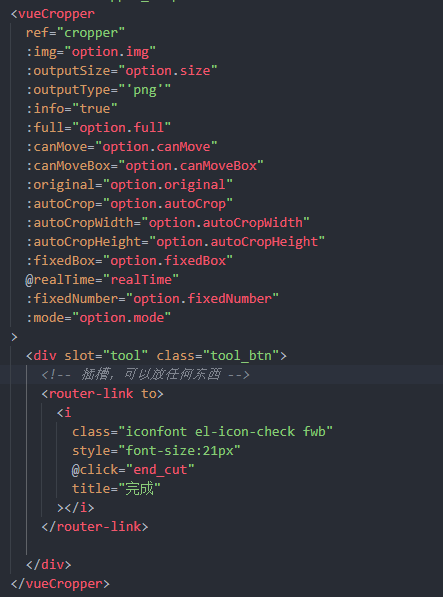 <vueCropper
ref="cropper"
:img="option.img"
:outputSize="option.size"
:outputType="'png'"
:info="true"
:full="option.full"
:canMove="option.canMove"
:canMoveBox="option.canMoveBox"
:original="option.original"
:autoCrop="option.autoCrop"
:autoCropWidth="option.autoCropWidth"
:autoCropHeight="option.autoCropHeight"
:fixedBox="option.fixedBox"
@realTime="realTime"
:fixedNumber="option.fixedNumber"
:mode="option.mode"
>
<div slot="tool" class="tool_btn">
<!-- 插槽，可以放任何东西 -->
<router-link to>
<i
class="iconfont el-icon-check fwb"
style="font-size:21px"
@click="end_cut"
title="完成"
></i>
</router-link>
</div>
</vueCropper>